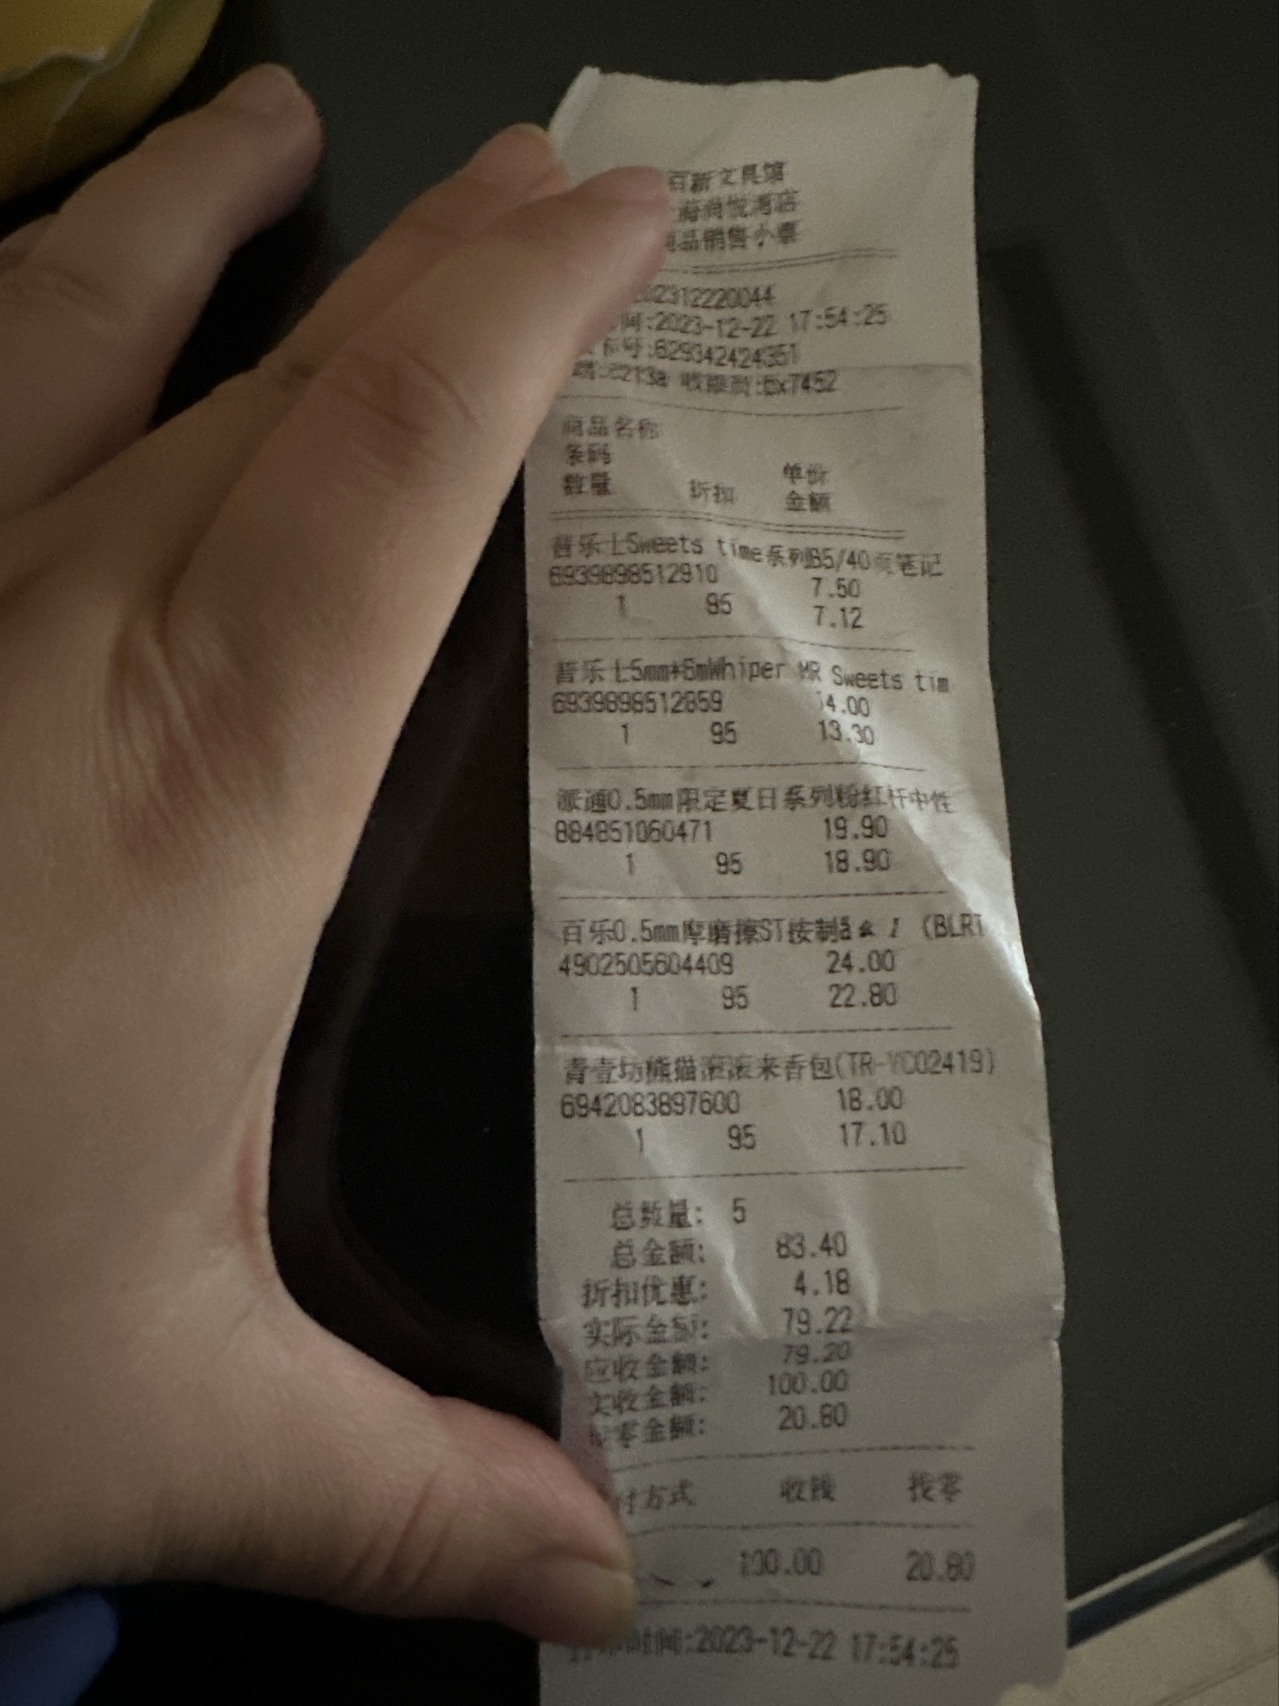 百新文具馆
海尚悦湾店
商品销售小票
02312220044
间:2023-12-22 17:54:25
卡号:629342424351
8213a 收银员:bx7452
商品名称
条码 单价
数量 折扣 金额
普乐士Sweets time系列B5/40页笔记
6939898512910 7.50
1 95 7.12
普乐士5mm*6mWhiper MR Sweets tim
6939898512859 14.00
1 95 13.30
派通0.5mm限定夏日系列粉红杆中性
884851060471 19.90
1 95 18.90
百乐0.5mm摩磨擦ST按制 (BLRT
4902505604409 24.00
1 95 22.80
青壹坊熊猫滚滚来香包(TR-YC02419)
6942083897600 18.00
1 95 17.10
总数量: 5
总金额: 83.40
折扣优惠: 4.18
实际金额: 79.22
应收金额: 79.20
实收金额: 100.00
找零金额: 20.80
付方式 收钱 找零
100.00 20.80
时间:2023-12-22 17:54:25